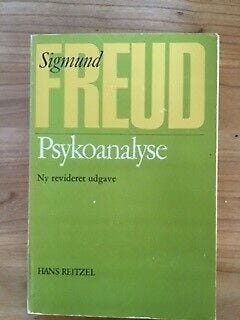 Sigmund
FREUD
Psykoanalyse
Ny revideret udgave
HANS REITZEL